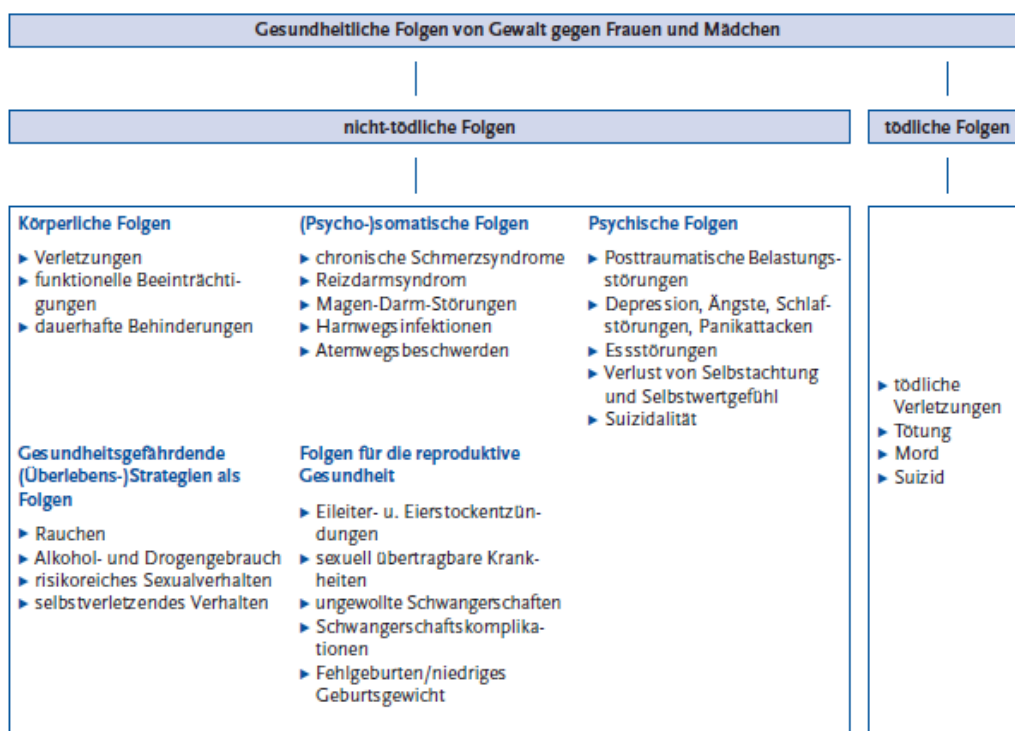 Gesundheitliche Folgen von Gewalt gegen Frauen und Mädchen
nicht-tödliche Folgen
tödliche Folgen
Körperliche Folgen
▶ Verletzungen
▶ funktionelle Beeinträchti-
gungen
▶ dauerhafte Behinderungen
(Psycho-)somatische Folgen
▶ chronische Schmerzsyndrome
▶ Reizdarmsyndrom
▶ Magen-Darm-Störungen
▶ Harnwegsinfektionen
▶ Atemwegsbeschwerden
Psychische Folgen
▶ Posttraumatische Belastungs-
störungen
▶ Depression, Ängste, Schlaf-
störungen, Panikattacken
▶ Essstörungen
▶ Verlust von Selbstachtung
und Selbstwertgefühl
▶ Suizidalität
Gesundheitsgefährdende
(Überlebens-)Strategien als
Folgen
▶ Rauchen
▶ Alkohol- und Drogengebrauch
▶ risikoreiches Sexualverhalten
▶ selbstverletzendes Verhalten
Folgen für die reproduktive
Gesundheit
▶ Eileiter- u. Eierstockentzün-
dungen
▶ sexuell übertragbare Krank-
heiten
▶ ungewollte Schwangerschaften
▶ Schwangerschaftskomplika-
tionen
▶ Fehlgeburten/niedriges
Geburtsgewicht
▶ tödliche
Verletzungen
▶ Tötung
▶ Mord
▶ Suizid